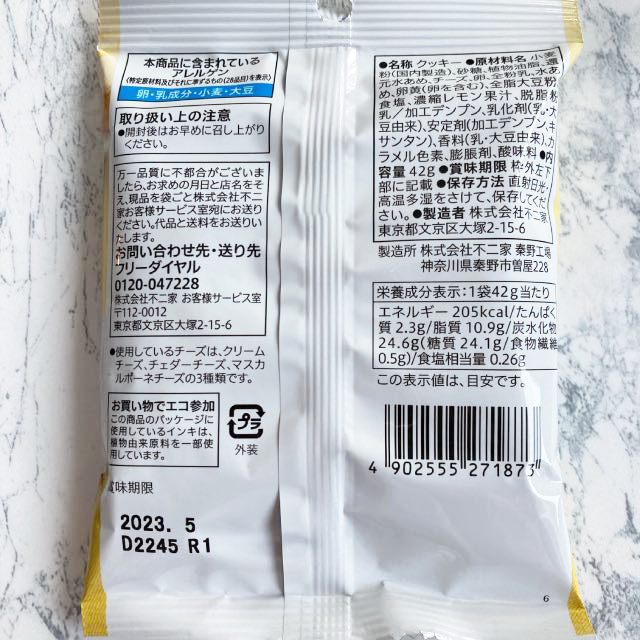 本商品に含まれている
アレルゲン
(特定原材料及びそれに準ずるもの(28品目)を表示)
卵・乳成分・小麦・大豆
取り扱い上の注意
●開封後はお早めに召し上がり
ください。
万一品質に不都合がございま
したら、お求めの月日と店名をそ
え、現品を袋ごと株式会社不二
家お客様サービス室宛にお送り
ください。代品と送料をお送りい
たします。
お問い合わせ先・送り先
フリーダイヤル
0120-047228
株式会社不二家 お客様サービス室
〒112-0012
東京都文京区大塚2-15-6
●使用しているチーズは、クリーム
チーズ、チェダーチーズ、マスカ
ルポーネチーズの3種類です。
お買い物でエコ参加
この商品のパッケージに
使用しているインキは、
植物由来原料を一部使
用しています。
プラ
外装
賞味期限
2023. 5
D2245 R1
●名称 クッキー ●原材料名 小麦
粉(国内製造)、砂糖、植物油脂、還
元水あめ、チーズ、卵、全粉乳、水あ
め、卵黄(卵を含む)、全脂大豆粉、
食塩、濃縮レモン果汁、脱脂粉
乳/加工デンプン、乳化剤(乳・大
豆由来)、安定剤(加工デンプン、キ
サンタン)、香料(乳・大豆由来)、カ
ラメル色素、膨脹剤、酸味料 ●内
容量 42g ●賞味期限 枠外左下
部に記載 ●保存方法 直射日光、
高温多湿をさけて、保存してくださ
い。●製造者 株式会社不二家
東京都文京区大塚2-15-6
製造所 株式会社不二家 秦野工場
神奈川県秦野市曽屋228
栄養成分表示:1袋42g当たり
エネルギー 205kcal/たんぱく
質 2.3g/脂質 10.9g/炭水化物
24.6g(糖質 24.1g/食物繊維
0.5g)/食塩相当量 0.26g
この表示値は、目安です。
4 902555 271873
6